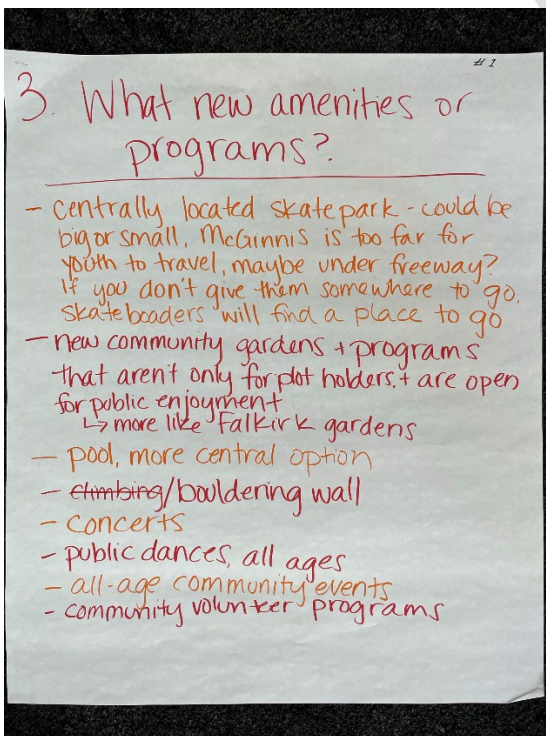 # 1
3. What new amenities or
programs?
- centrally located skate park - could be
big or small, McGinnis is too far for
youth to travel, maybe under freeway?
If you don't give them somewhere to go,
skateboaders will find a place to go
- new community gardens + programs
that aren't only for plot holders, + are open
for public enjoyment
↳ more like Falkirk gardens
- pool, more central option
- climbing/bouldering wall
- concerts
- public dances, all ages
- all-age community events
- community volunteer programs